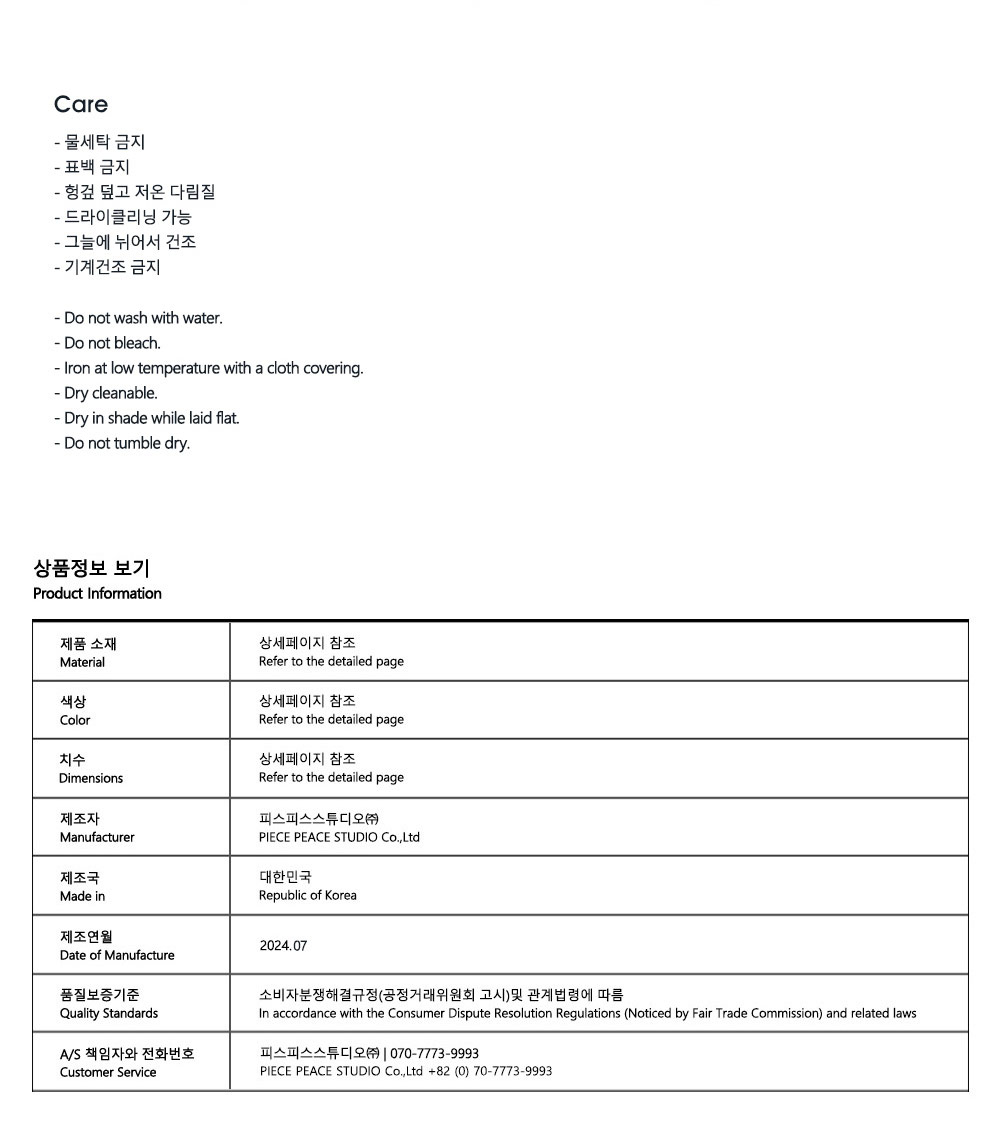 Care
- 물세탁 금지
- 표백 금지
- 헝겊 덮고 저온 다림질
- 드라이클리닝 가능
- 그늘에 뉘어서 건조
- 기계건조 금지
- Do not wash with water.
- Do not bleach.
- Iron at low temperature with a cloth covering.
- Dry cleanable.
- Dry in shade while laid flat.
- Do not tumble dry.
상품정보 보기
Product Information
제품 소재
Material
상세페이지 참조
Refer to the detailed page
색상
Color
상세페이지 참조
Refer to the detailed page
치수
Dimensions
상세페이지 참조
Refer to the detailed page
제조자
Manufacturer
피스피스스튜디오㈜
PIECE PEACE STUDIO Co.,Ltd
제조국
Made in
대한민국
Republic of Korea
제조연월
Date of Manufacture
2024.07
품질보증기준
Quality Standards
소비자분쟁해결규정(공정거래위원회 고시)및 관계법령에 따름
In accordance with the Consumer Dispute Resolution Regulations (Noticed by Fair Trade Commission) and related laws
A/S 책임자와 전화번호
Customer Service
피스피스스튜디오㈜ | 070-7773-9993
PIECE PEACE STUDIO Co.,Ltd +82 (0) 70-7773-9993